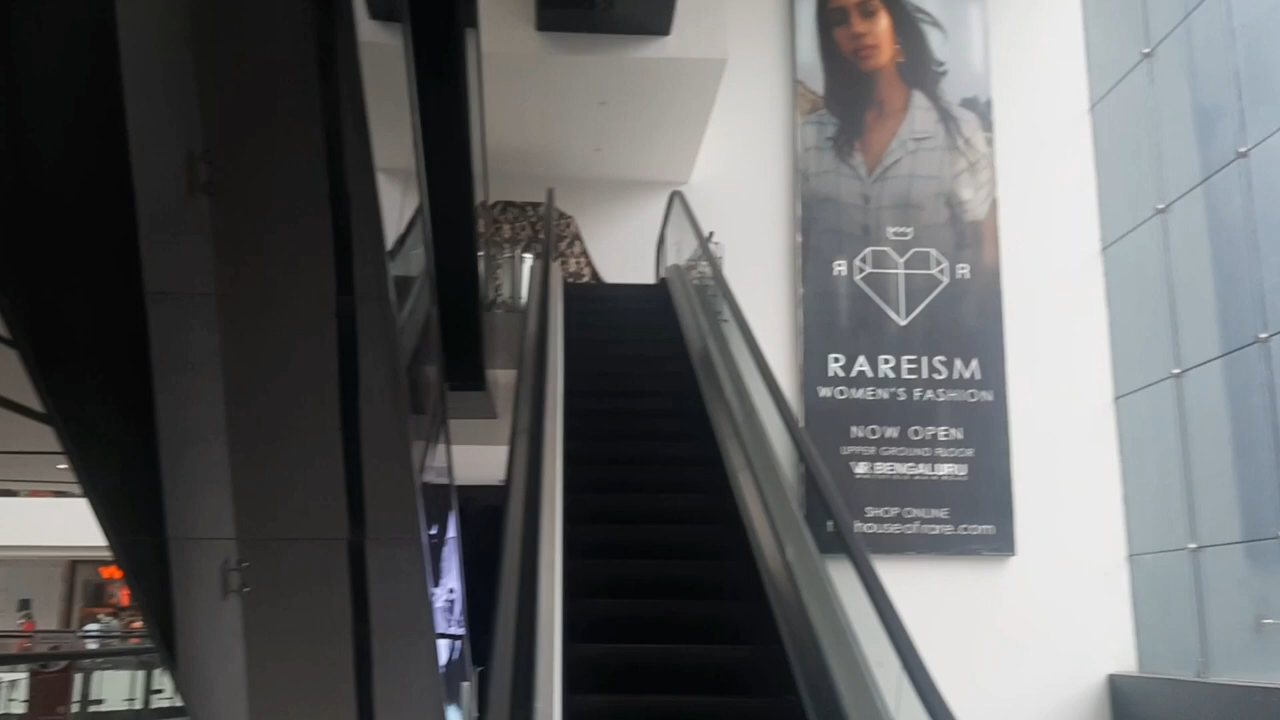 R R
RAREISM
WOMEN'S FASHION
NOW OPEN
UPPER GROUND FLOOR
VR BENGALURU
SHOP ONLINE
houseofrare.com